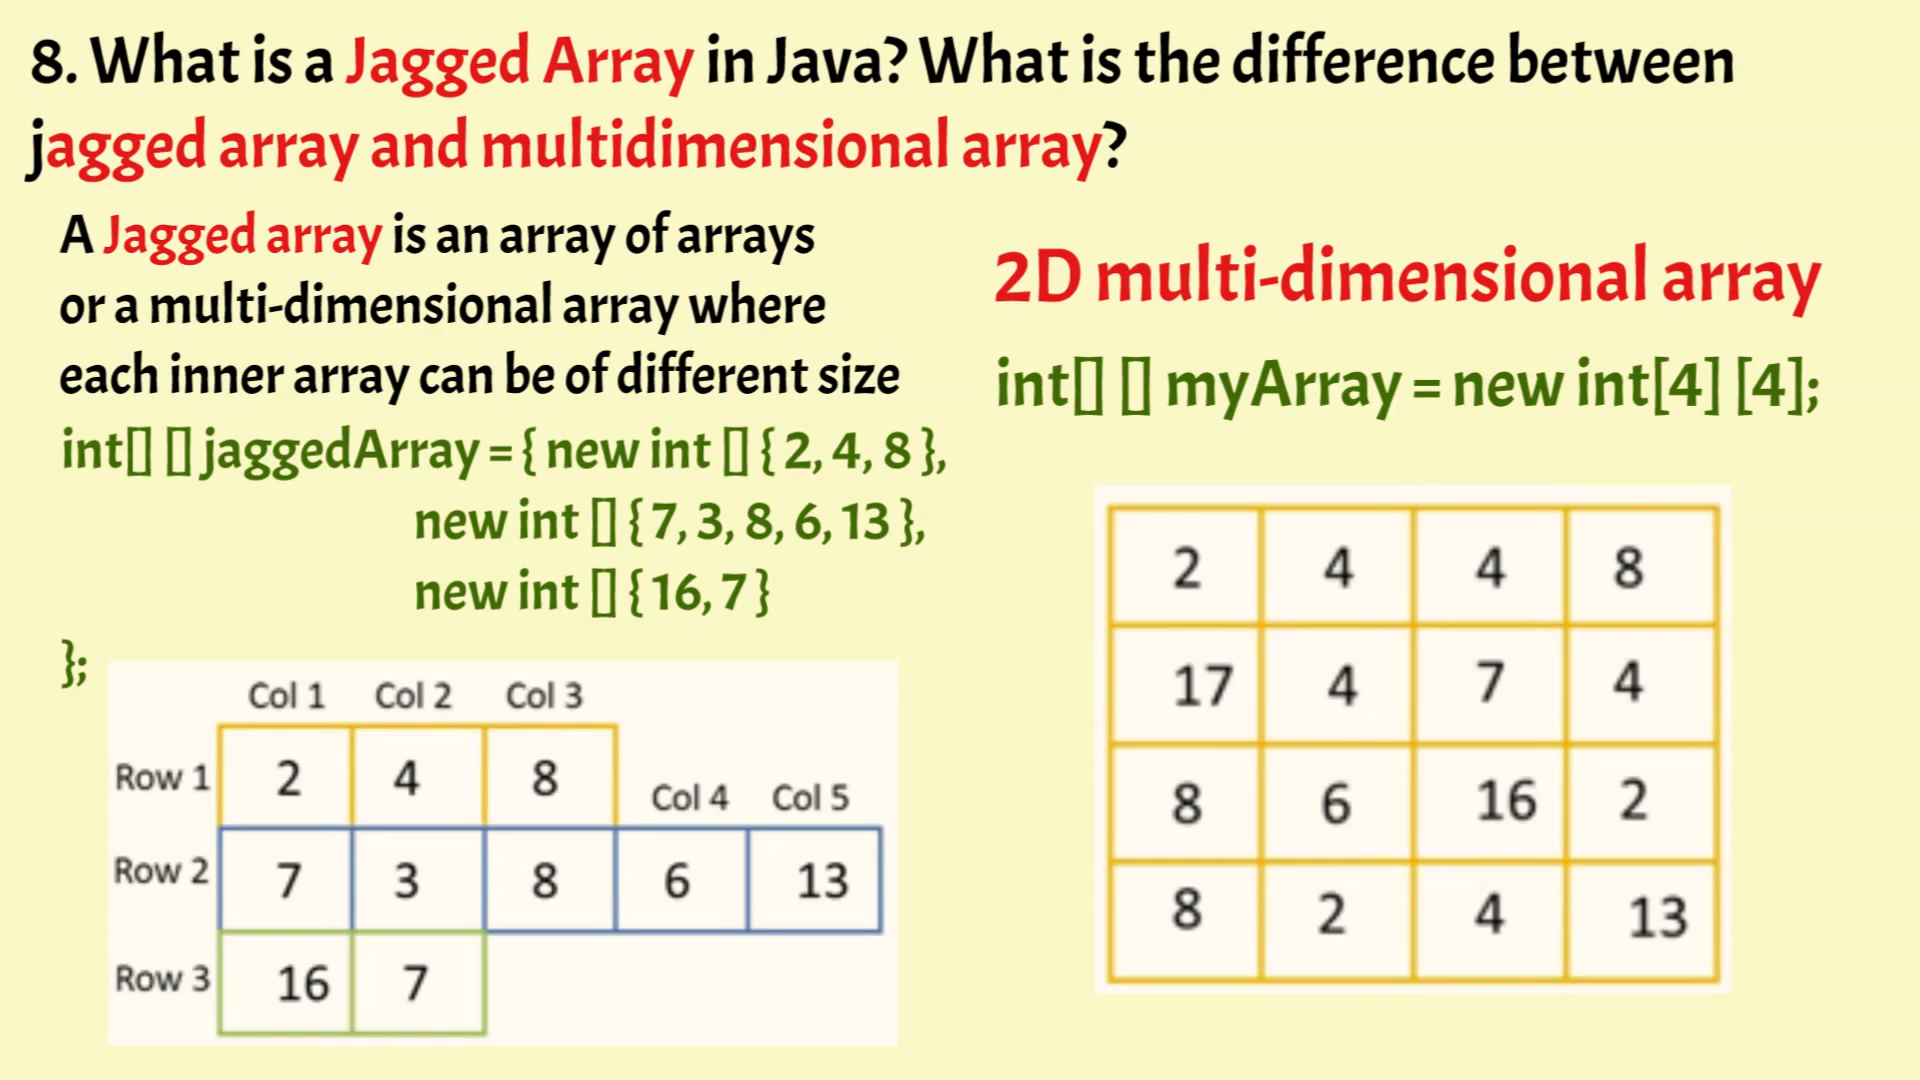 8. What is a Jagged Array in Java? What is the difference between
jagged array and multidimensional array?
A Jagged array is an array of arrays
or a multi-dimensional array where
each inner array can be of different size
int[] [] jaggedArray = { new int [] { 2, 4, 8 },
new int [] { 7, 3, 8, 6, 13 },
new int [] { 16, 7 }
};
Col 1 Col 2 Col 3
Row 1 2 4 8
Col 4 Col 5
Row 2 7 3 8 6 13
Row 3 16 7
2D multi-dimensional array
int[] [] myArray = new int[4] [4];
2 4 4 8
17 4 7 4
8 6 16 2
8 2 4 13